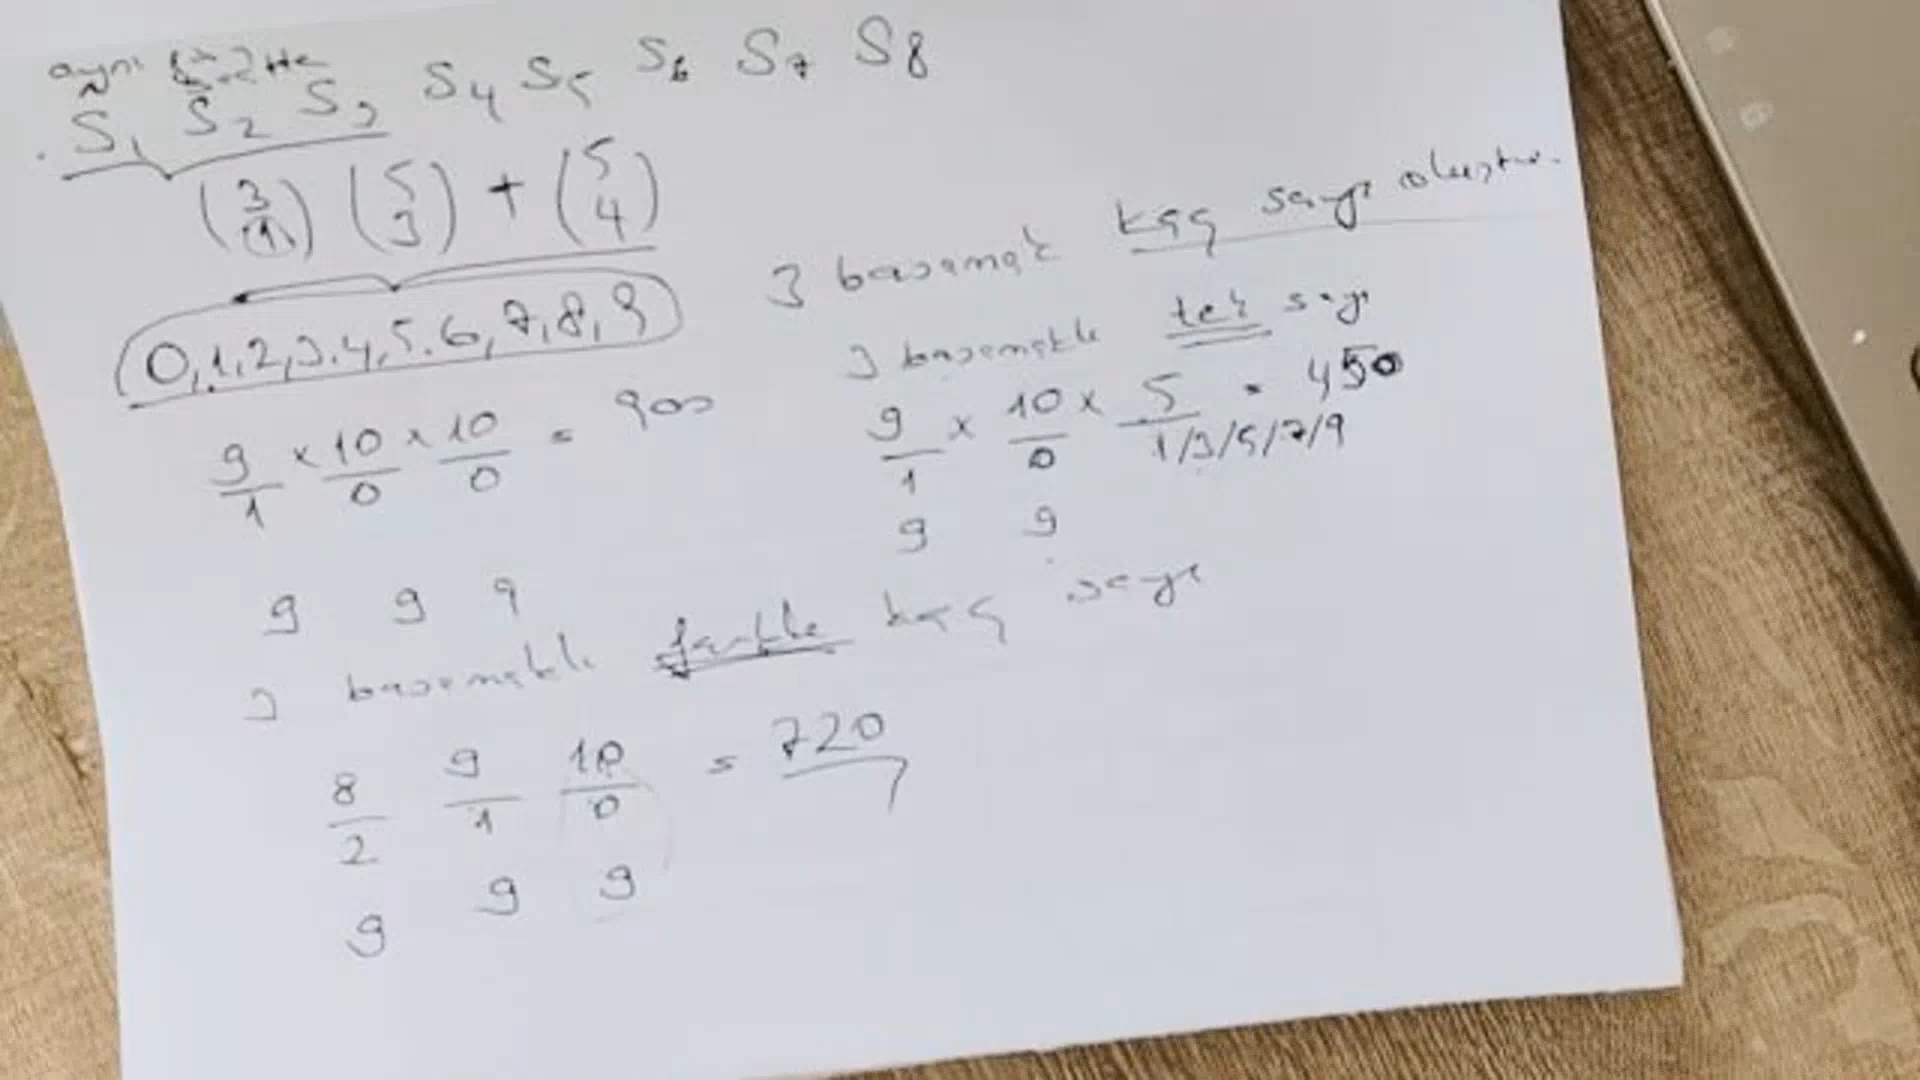 aynı
S1 S2 S3 S4 S5 S6 S7 S8
(3 1) (5 3) + (5 4)
0,1,2,3,4,5,6,7,8,9
3 basamak kaç sayı oluştur.
9/1 x 10/0 x 10/0 = 900
9 9 9
3 basamaklı tek sayı
9/1 x 10/0 x 5 = 450
1/3/5/7/9
9 9
3 basamaklı farklı kaç sayı
8/2 9/1 10/0 = 720
9 9 9